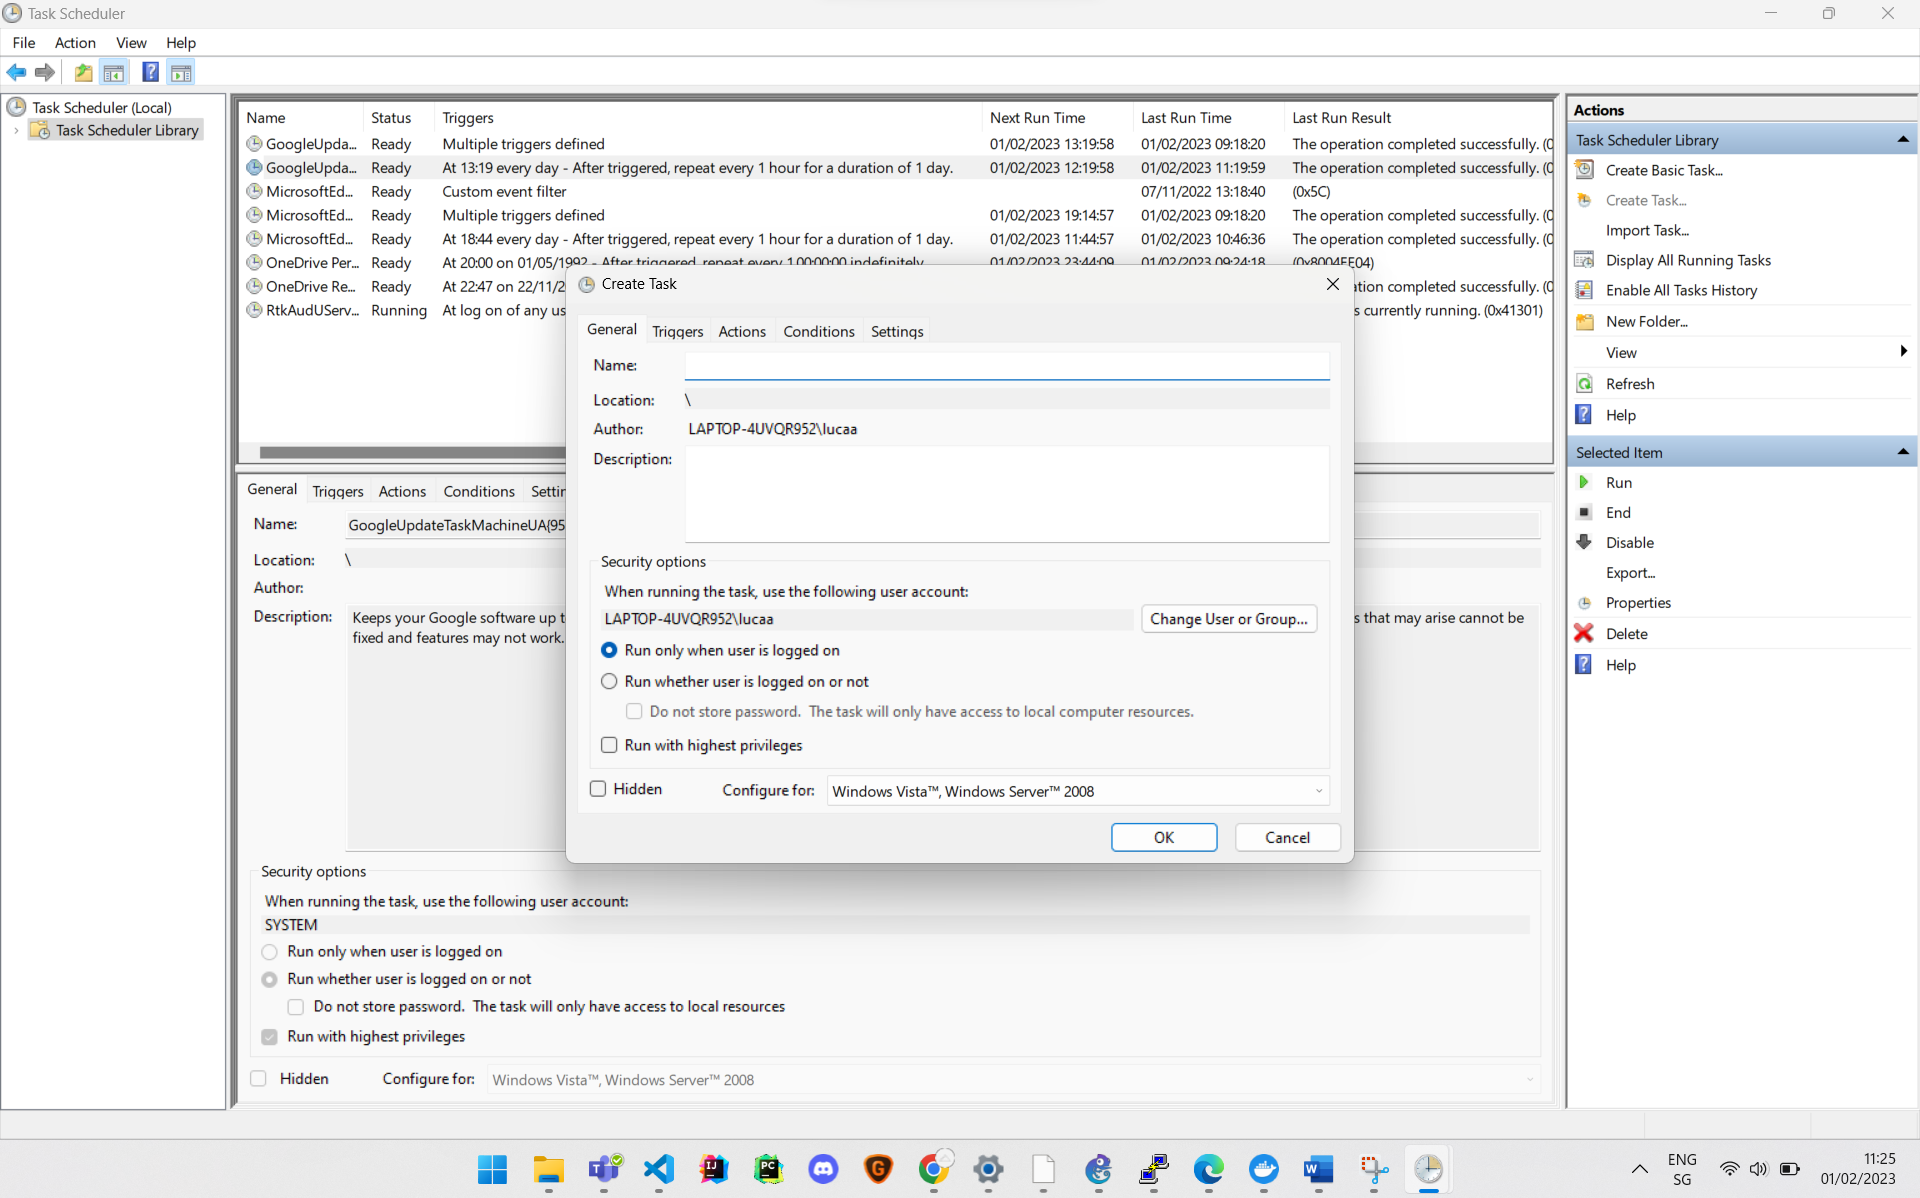 Task Scheduler
File Action View Help
Task Scheduler (Local)
Task Scheduler Library
Name Status Triggers Next Run Time Last Run Time Last Run Result
GoogleUpda... Ready Multiple triggers defined 01/02/2023 13:19:58 01/02/2023 09:18:20 The operation completed successfully. (0
GoogleUpda... Ready At 13:19 every day - After triggered, repeat every 1 hour for a duration of 1 day. 01/02/2023 12:19:58 01/02/2023 11:19:59 The operation completed successfully. (0
MicrosoftEd... Ready Custom event filter 07/11/2022 13:18:40 (0x5C)
MicrosoftEd... Ready Multiple triggers defined 01/02/2023 19:14:57 01/02/2023 09:18:20 The operation completed successfully. (0
MicrosoftEd... Ready At 18:44 every day - After triggered, repeat every 1 hour for a duration of 1 day. 01/02/2023 11:44:57 01/02/2023 10:46:36 The operation completed successfully. (0
OneDrive Per... Ready At 20:00 on 01/05/1992 - After triggered, repeat every 1.00:00:00 indefinitely. 01/02/2023 23:44:09 01/02/2023 09:24:18 (0x8004EE04)
OneDrive Re... Ready At 22:47 on 22/11/2 ation completed successfully. (0
RtkAudUServ... Running At log on of any us s currently running. (0x41301)
General Triggers Actions Conditions Settin
Name: GoogleUpdateTaskMachineUA{95
Location: \
Author:
Description: Keeps your Google software up t s that may arise cannot be
fixed and features may not work.
Security options
When running the task, use the following user account:
SYSTEM
Run only when user is logged on
Run whether user is logged on or not
Do not store password. The task will only have access to local resources
Run with highest privileges
Hidden Configure for: Windows Vista™, Windows Server™ 2008
Create Task
General Triggers Actions Conditions Settings
Name:
Location: \
Author: LAPTOP-4UVQR952\lucaa
Description:
Security options
When running the task, use the following user account:
LAPTOP-4UVQR952\lucaa Change User or Group...
Run only when user is logged on
Run whether user is logged on or not
Do not store password. The task will only have access to local computer resources.
Run with highest privileges
Hidden Configure for: Windows Vista™, Windows Server™ 2008
OK Cancel
Actions
Task Scheduler Library
Create Basic Task...
Create Task...
Import Task...
Display All Running Tasks
Enable All Tasks History
New Folder...
View
Refresh
Help
Selected Item
Run
End
Disable
Export...
Properties
Delete
Help
ENG
SG
11:25
01/02/2023